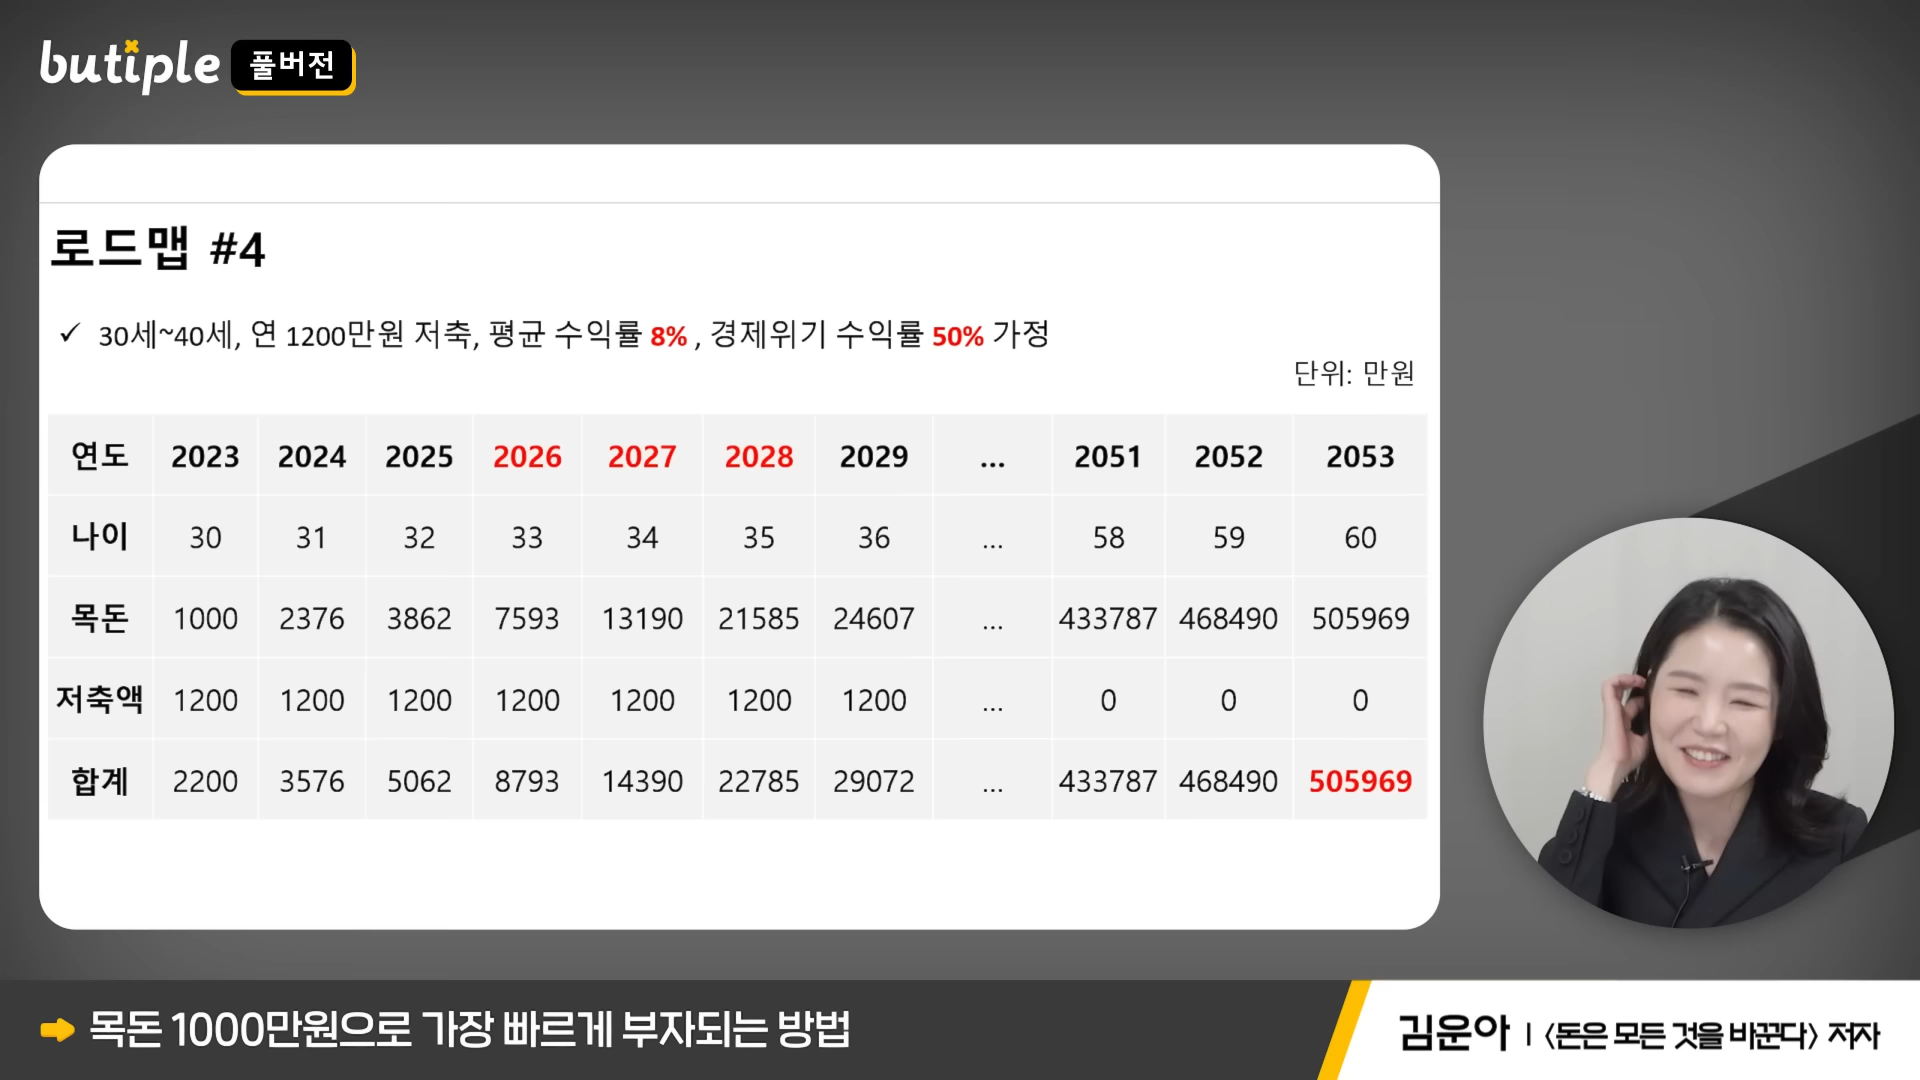 butiple 풀버전
로드맵 #4
✓ 30세~40세, 연 1200만원 저축, 평균 수익률 8% , 경제위기 수익률 50% 가정
단위: 만원
연도 2023 2024 2025 2026 2027 2028 2029 ... 2051 2052 2053
나이 30 31 32 33 34 35 36 ... 58 59 60
목돈 1000 2376 3862 7593 13190 21585 24607 ... 433787 468490 505969
저축액 1200 1200 1200 1200 1200 1200 1200 ... 0 0 0
합계 2200 3576 5062 8793 14390 22785 29072 ... 433787 468490 505969
목돈 1000만원으로 가장 빠르게 부자되는 방법
김운아 | 〈돈은 모든 것을 바꾼다〉 저자